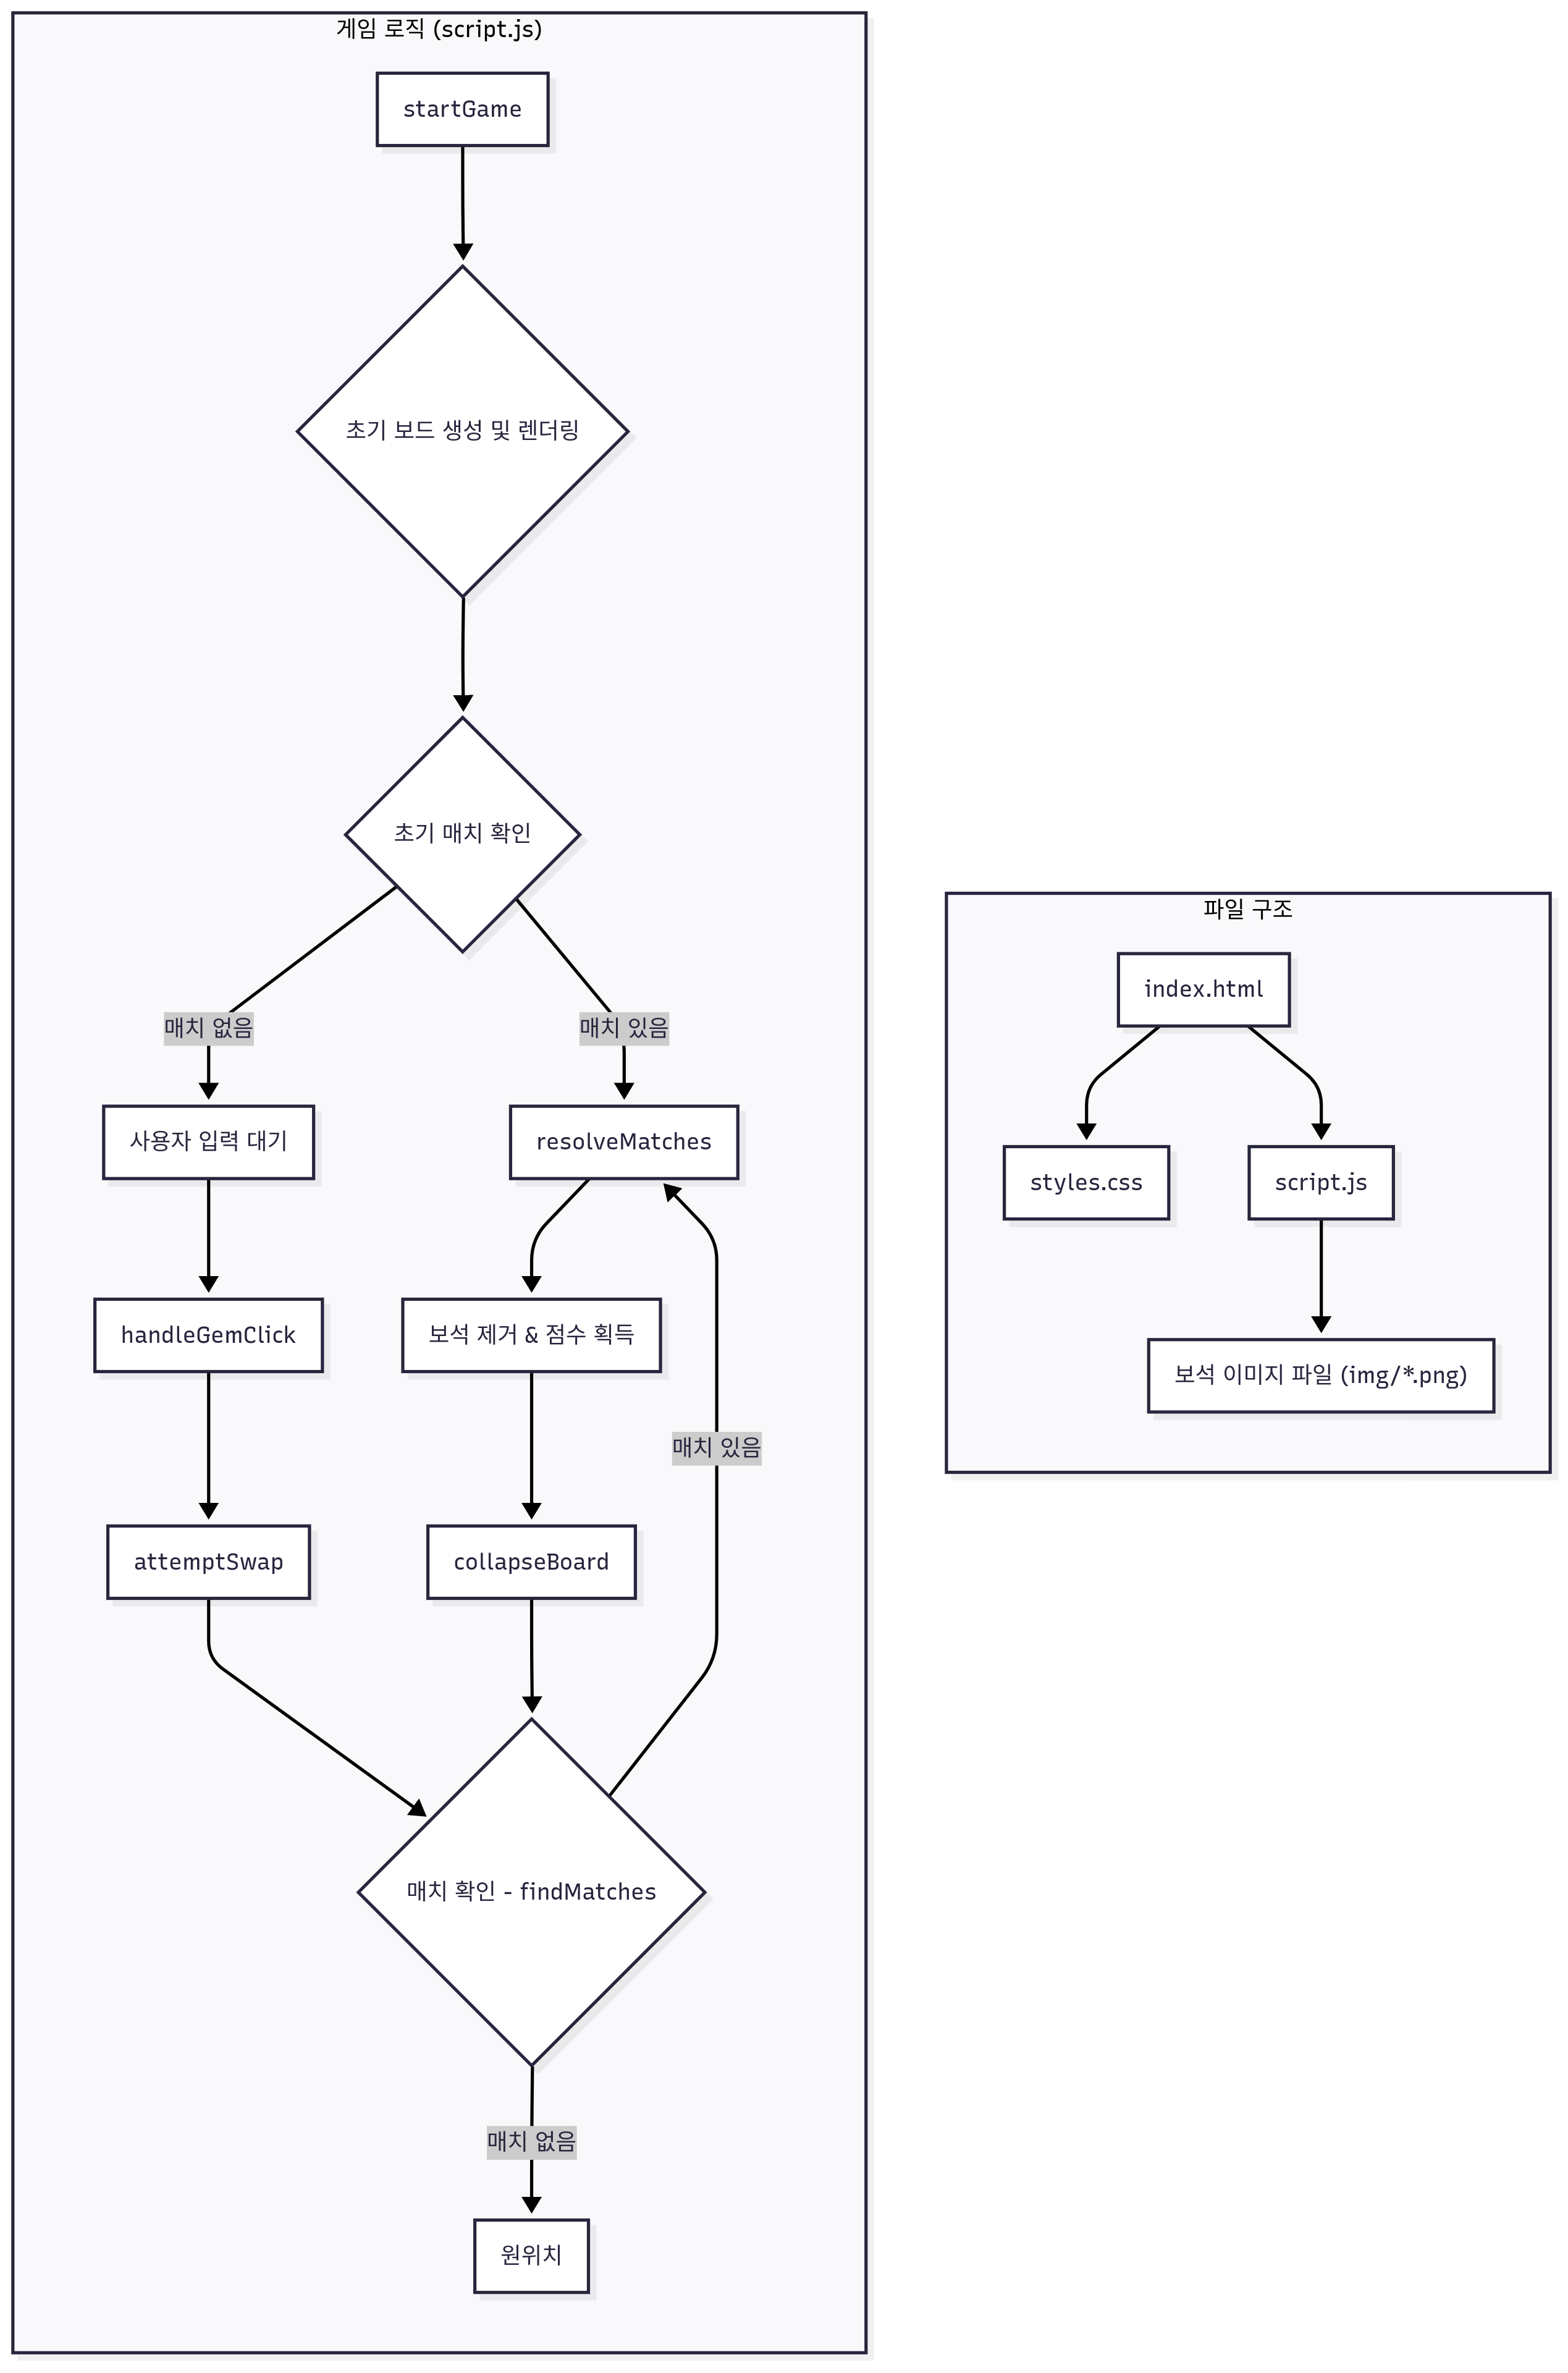 게임 로직 (script.js)
startGame
초기 보드 생성 및 렌더링
초기 매치 확인
매치 없음
매치 있음
사용자 입력 대기
resolveMatches
handleGemClick
보석 제거 & 점수 획득
매치 있음
attemptSwap
collapseBoard
매치 확인 - findMatches
매치 없음
원위치
파일 구조
index.html
styles.css
script.js
보석 이미지 파일 (img/*.png)